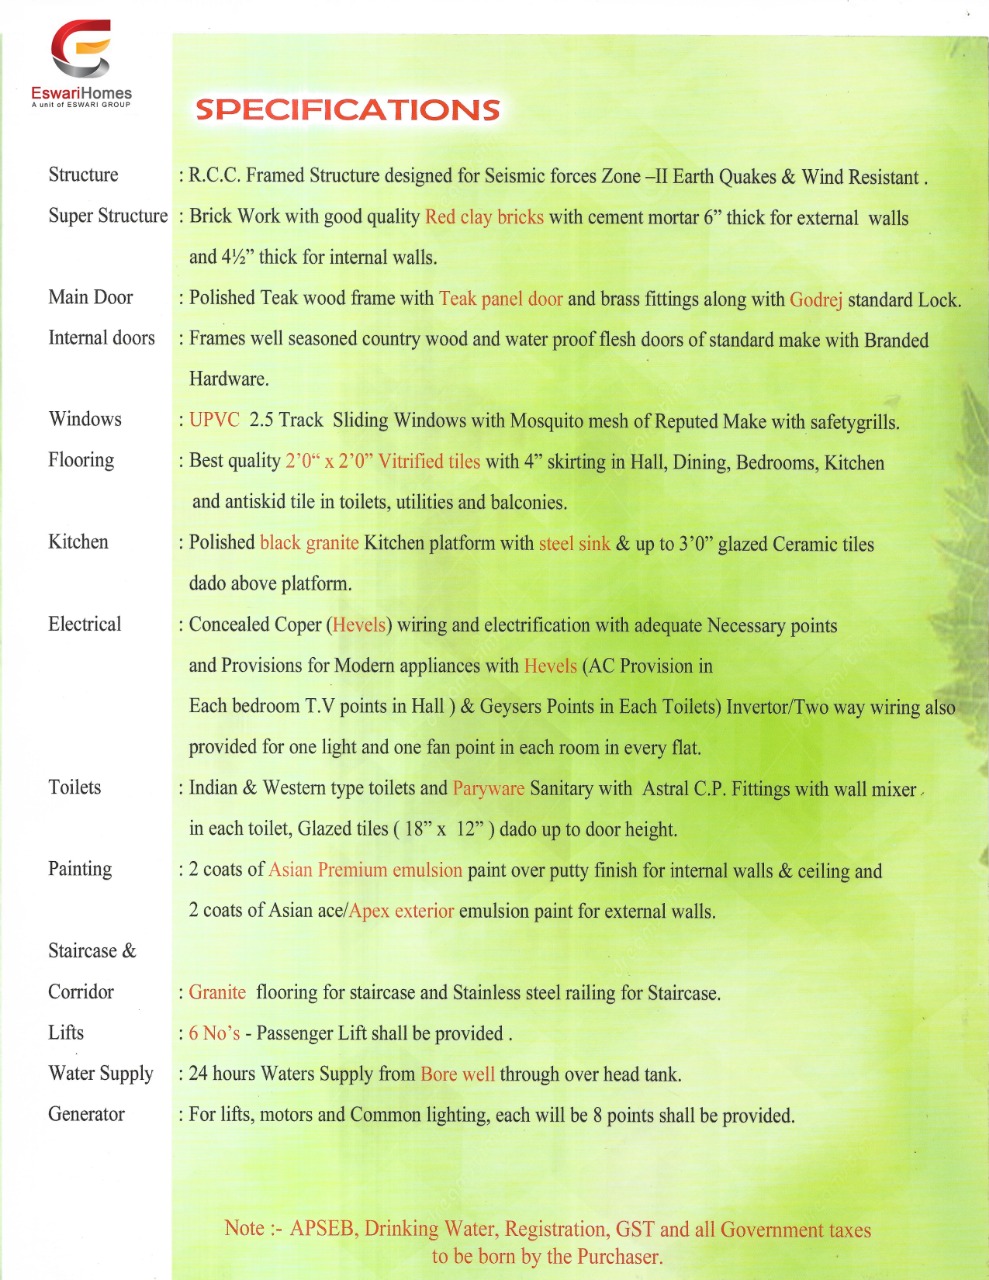 EswariHomes
A unit of ESWARI GROUP
SPECIFICATIONS
Structure : R.C.C. Framed Structure designed for Seismic forces Zone –II Earth Quakes & Wind Resistant .
Super Structure : Brick Work with good quality Red clay bricks with cement mortar 6” thick for external walls
and 4½” thick for internal walls.
Main Door : Polished Teak wood frame with Teak panel door and brass fittings along with Godrej standard Lock.
Internal doors : Frames well seasoned country wood and water proof flesh doors of standard make with Branded
Hardware.
Windows : UPVC 2.5 Track Sliding Windows with Mosquito mesh of Reputed Make with safetygrills.
Flooring : Best quality 2’0“ x 2’0” Vitrified tiles with 4” skirting in Hall, Dining, Bedrooms, Kitchen
and antiskid tile in toilets, utilities and balconies.
Kitchen : Polished black granite Kitchen platform with steel sink & up to 3’0” glazed Ceramic tiles
dado above platform.
Electrical : Concealed Coper (Hevels) wiring and electrification with adequate Necessary points
and Provisions for Modern appliances with Hevels (AC Provision in
Each bedroom T.V points in Hall ) & Geysers Points in Each Toilets) Invertor/Two way wiring also
provided for one light and one fan point in each room in every flat.
Toilets : Indian & Western type toilets and Paryware Sanitary with Astral C.P. Fittings with wall mixer .
in each toilet, Glazed tiles ( 18” x 12” ) dado up to door height.
Painting : 2 coats of Asian Premium emulsion paint over putty finish for internal walls & ceiling and
2 coats of Asian ace/Apex exterior emulsion paint for external walls.
Staircase &
Corridor : Granite flooring for staircase and Stainless steel railing for Staircase.
Lifts : 6 No’s - Passenger Lift shall be provided .
Water Supply : 24 hours Waters Supply from Bore well through over head tank.
Generator : For lifts, motors and Common lighting, each will be 8 points shall be provided.
Note :- APSEB, Drinking Water, Registration, GST and all Government taxes
to be born by the Purchaser.